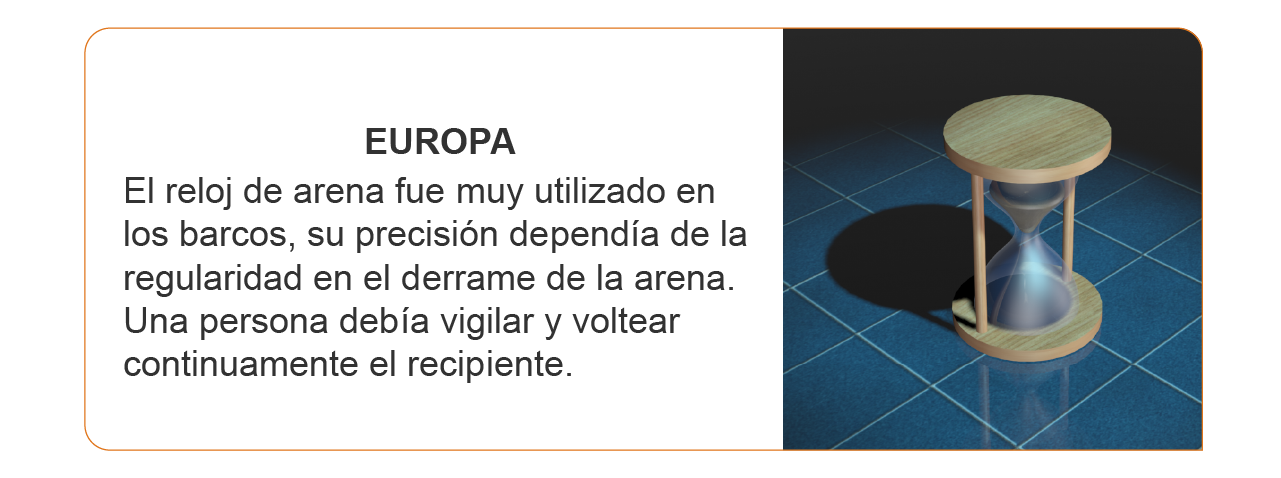 EUROPA
El reloj de arena fue muy utilizado en
los barcos, su precisión dependía de la
regularidad en el derrame de la arena.
Una persona debía vigilar y voltear
continuamente el recipiente.